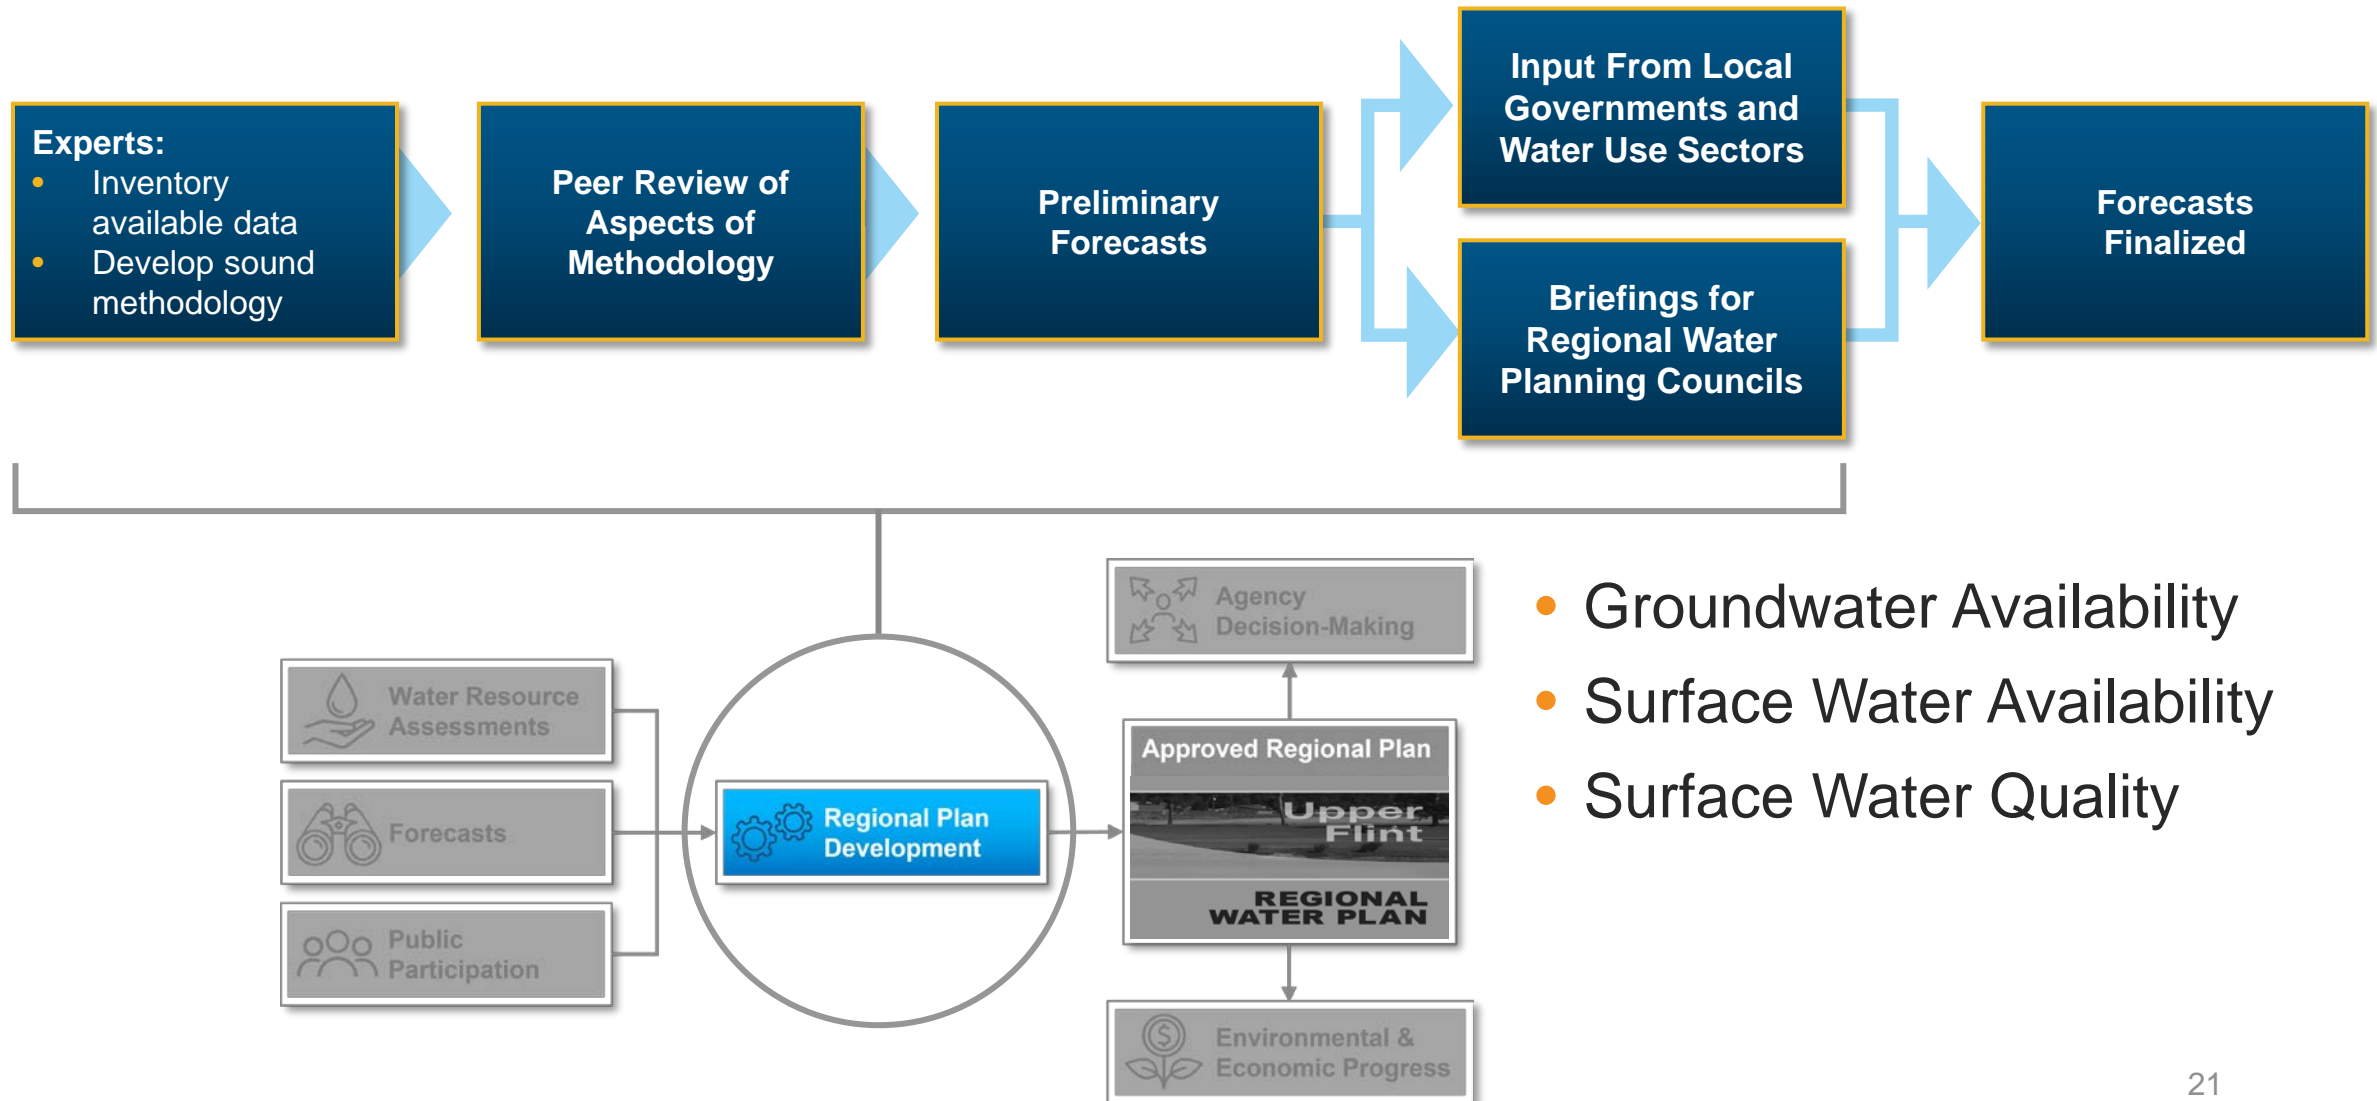 Experts:
• Inventory
available data
• Develop sound
methodology
Peer Review of
Aspects of
Methodology
Preliminary
Forecasts
Input From Local
Governments and
Water Use Sectors
Briefings for
Regional Water
Planning Councils
Forecasts
Finalized
Water Resource
Assessments
Forecasts
Public
Participation
Regional Plan
Development
Agency
Decision-Making
Approved Regional Plan
Upper
Flint
REGIONAL
WATER PLAN
$
Environmental &
Economic Progress
• Groundwater Availability
• Surface Water Availability
• Surface Water Quality
21